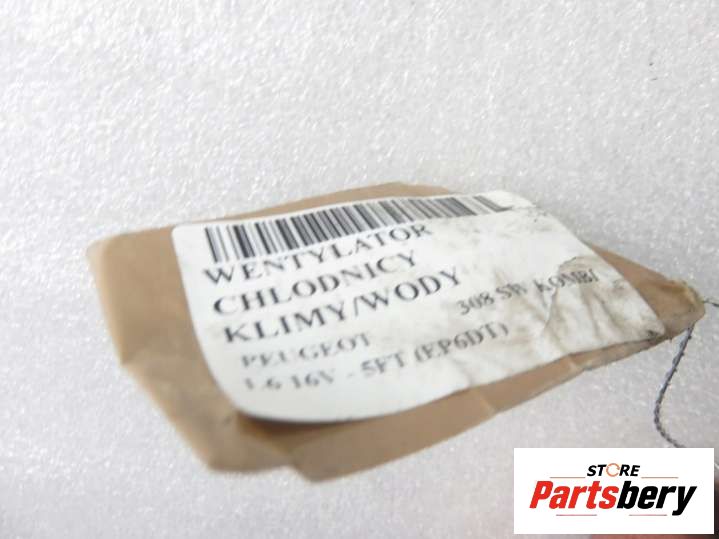 WENTYLATOR
CHLODNICY
KLIMY/WODY
PEUGEOT 308 SW KOMBI
1.6 16V - 5FT (EP6DT)
STORE
Partsbery